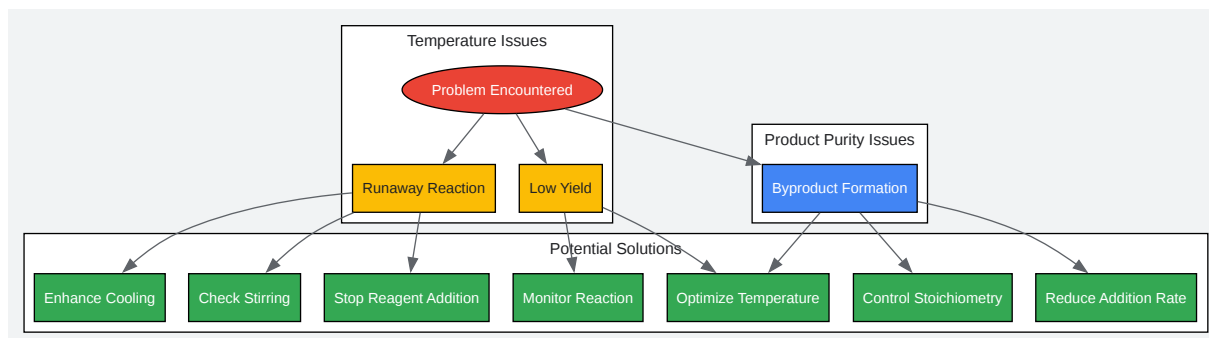 Temperature Issues
Problem Encountered
Product Purity Issues
Runaway Reaction
Low Yield
Byproduct Formation
Potential Solutions
Enhance Cooling
Check Stirring
Stop Reagent Addition
Monitor Reaction
Optimize Temperature
Control Stoichiometry
Reduce Addition Rate